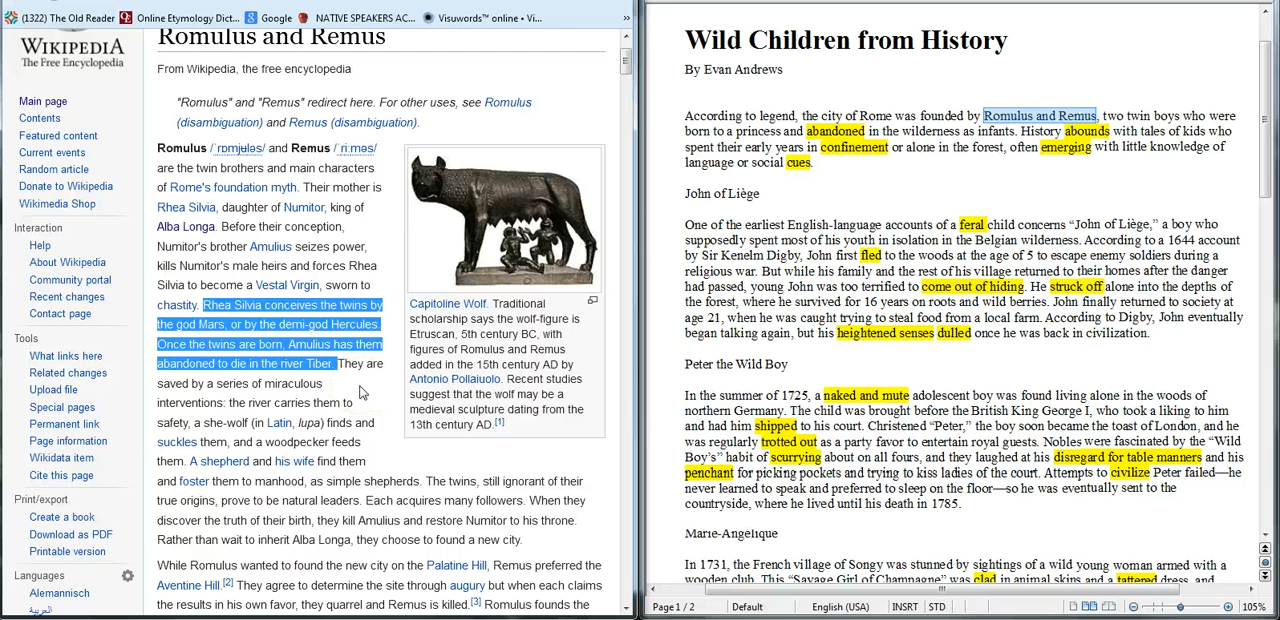 (1322) The Old Reader Online Etymology Dict... Google NATIVE SPEAKERS AC... Visuwords™ online • Vi... »
WIKIPEDIA
The Free Encyclopedia
Main page
Contents
Featured content
Current events
Random article
Donate to Wikipedia
Wikimedia Shop
Interaction
Help
About Wikipedia
Community portal
Recent changes
Contact page
Tools
What links here
Related changes
Upload file
Special pages
Permanent link
Page information
Wikidata item
Cite this page
Print/export
Create a book
Download as PDF
Printable version
Languages
Alemannisch
العربية
Romulus and Remus
From Wikipedia, the free encyclopedia
"Romulus" and "Remus" redirect here. For other uses, see Romulus
(disambiguation) and Remus (disambiguation).
Romulus /ˈrɒmjʉləs/ and Remus /ˈriːməs/
are the twin brothers and main characters
of Rome's foundation myth. Their mother is
Rhea Silvia, daughter of Numitor, king of
Alba Longa. Before their conception,
Numitor's brother Amulius seizes power,
kills Numitor's male heirs and forces Rhea
Silvia to become a Vestal Virgin, sworn to
chastity. Rhea Silvia conceives the twins by
the god Mars, or by the demi-god Hercules.
Once the twins are born, Amulius has them
abandoned to die in the river Tiber. They are
saved by a series of miraculous
interventions: the river carries them to
safety, a she-wolf (in Latin, lupa) finds and
suckles them, and a woodpecker feeds
them. A shepherd and his wife find them
and foster them to manhood, as simple shepherds. The twins, still ignorant of their
true origins, prove to be natural leaders. Each acquires many followers. When they
discover the truth of their birth, they kill Amulius and restore Numitor to his throne.
Rather than wait to inherit Alba Longa, they choose to found a new city.
While Romulus wanted to found the new city on the Palatine Hill, Remus preferred the
Aventine Hill.[2] They agree to determine the site through augury but when each claims
the results in his own favor, they quarrel and Remus is killed.[3] Romulus founds the
Capitoline Wolf. Traditional
scholarship says the wolf-figure is
Etruscan, 5th century BC, with
figures of Romulus and Remus
added in the 15th century AD by
Antonio Pollaiuolo. Recent studies
suggest that the wolf may be a
medieval sculpture dating from the
13th century AD.[1]
Wild Children from History
By Evan Andrews
According to legend, the city of Rome was founded by Romulus and Remus, two twin boys who were
born to a princess and abandoned in the wilderness as infants. History abounds with tales of kids who
spent their early years in confinement or alone in the forest, often emerging with little knowledge of
language or social cues.
John of Liège
One of the earliest English-language accounts of a feral child concerns “John of Liège,” a boy who
supposedly spent most of his youth in isolation in the Belgian wilderness. According to a 1644 account
by Sir Kenelm Digby, John first fled to the woods at the age of 5 to escape enemy soldiers during a
religious war. But while his family and the rest of his village returned to their homes after the danger
had passed, young John was too terrified to come out of hiding. He struck off alone into the depths of
the forest, where he survived for 16 years on roots and wild berries. John finally returned to society at
age 21, when he was caught trying to steal food from a local farm. According to Digby, John eventually
began talking again, but his heightened senses dulled once he was back in civilization.
Peter the Wild Boy
In the summer of 1725, a naked and mute adolescent boy was found living alone in the woods of
northern Germany. The child was brought before the British King George I, who took a liking to him
and had him shipped to his court. Christened “Peter,” the boy soon became the toast of London, and he
was regularly trotted out as a party favor to entertain royal guests. Nobles were fascinated by the “Wild
Boy’s” habit of scurrying about on all fours, and they laughed at his disregard for table manners and his
penchant for picking pockets and trying to kiss ladies of the court. Attempts to civilize Peter failed—he
never learned to speak and preferred to sleep on the floor—so he was eventually sent to the
countryside, where he lived until his death in 1785.
Marie-Angelique
In 1731, the French village of Songy was stunned by sightings of a wild young woman armed with a
wooden club. This “Savage Girl of Champagne” was clad in animal skins and a tattered dress, and
Page 1 / 2 Default English (USA) INSRT STD 105%